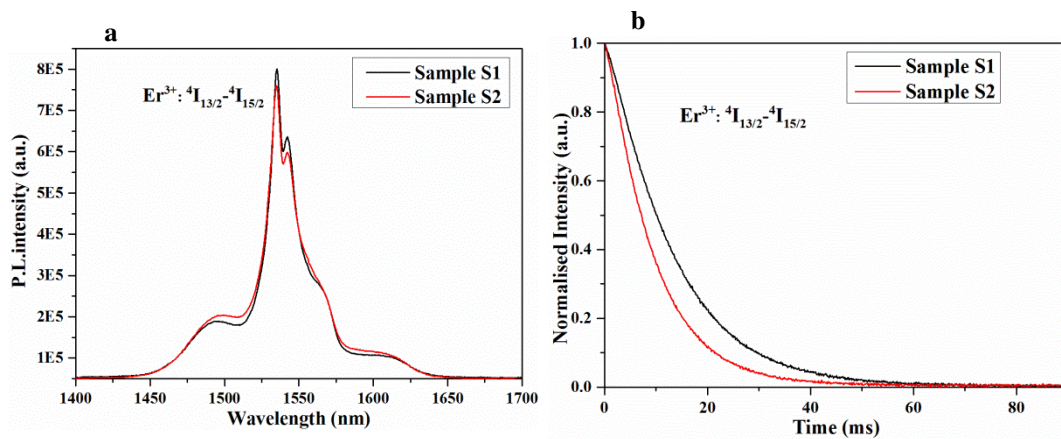 a
P.L.intensity (a.u.)
8E5
7E5
6E5
5E5
4E5
3E5
2E5
1E5
Er³⁺: ⁴I₁₃/₂-⁴I₁₅/₂
Sample S1
Sample S2
1400 1450 1500 1550 1600 1650 1700
Wavelength (nm)
b
Normalised Intensity (a.u.)
1.0
0.8
0.6
0.4
0.2
0.0
Er³⁺: ⁴I₁₃/₂-⁴I₁₅/₂
Sample S1
Sample S2
0 20 40 60 80
Time (ms)